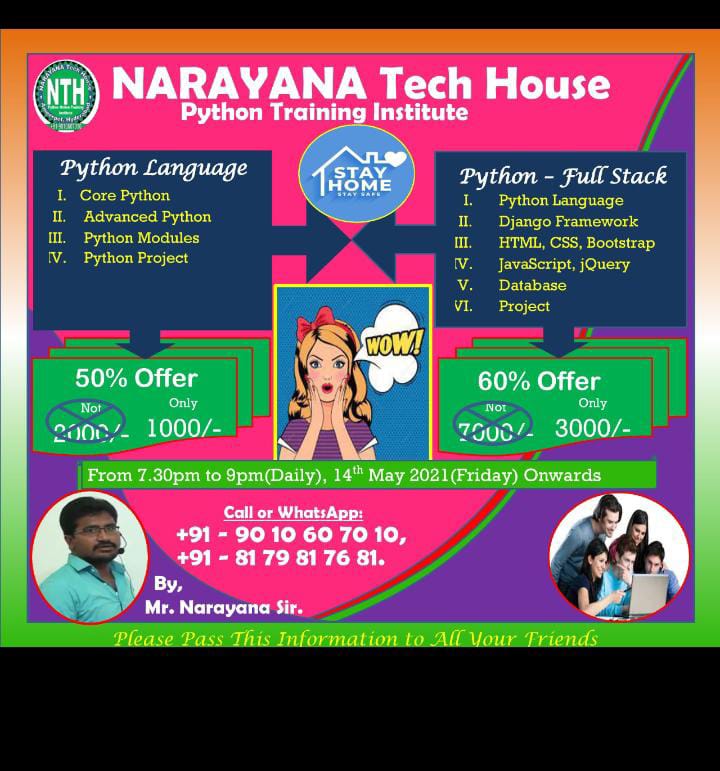 NARAYANA Tech House
NTH
Python Training Institute
STAY
HOME
STAY SAFE
Python Language
I. Core Python
II. Advanced Python
III. Python Modules
IV. Python Project
Python – Full Stack
I. Python Language
II. Django Framework
III. HTML, CSS, Bootstrap
IV. JavaScript, jQuery
V. Database
VI. Project
WOW!
50% Offer
Not Only
2000/- 1000/-
60% Offer
Not Only
7000/- 3000/-
From 7.30pm to 9pm(Daily), 14th May 2021(Friday) Onwards
Call or WhatsApp:
+91 - 90 10 60 70 10,
+91 - 81 79 81 76 81.
By,
Mr. Narayana Sir.
Please Pass This Information to All Your Friends